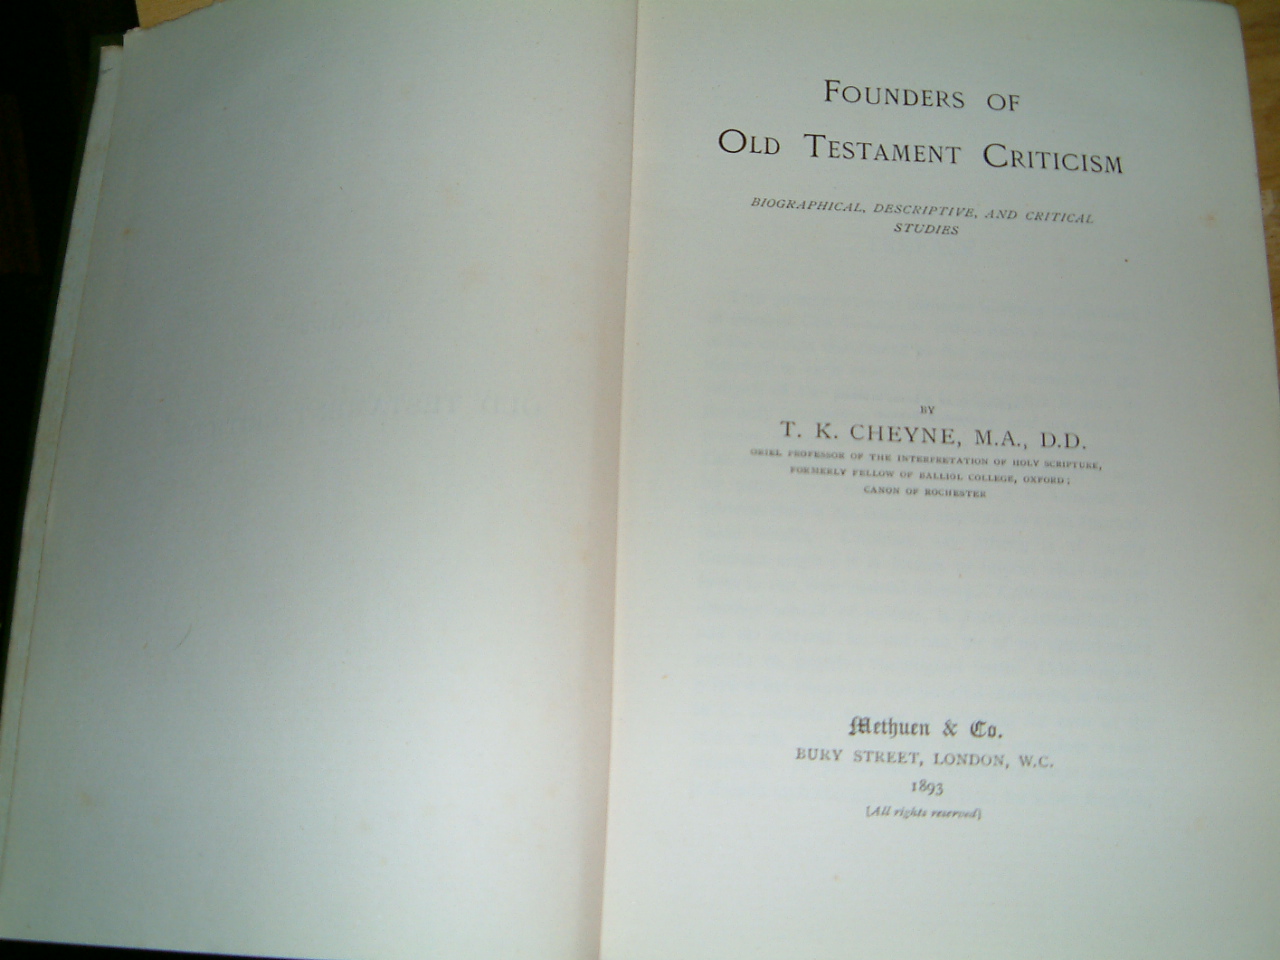 FOUNDERS OF
OLD TESTAMENT CRITICISM
BIOGRAPHICAL, DESCRIPTIVE, AND CRITICAL
STUDIES
BY
T. K. CHEYNE, M.A., D.D.
ORIEL PROFESSOR OF THE INTERPRETATION OF HOLY SCRIPTURE,
FORMERLY FELLOW OF BALLIOL COLLEGE, OXFORD;
CANON OF ROCHESTER
Methuen & Co.
BURY STREET, LONDON, W.C.
1893
[All rights reserved]